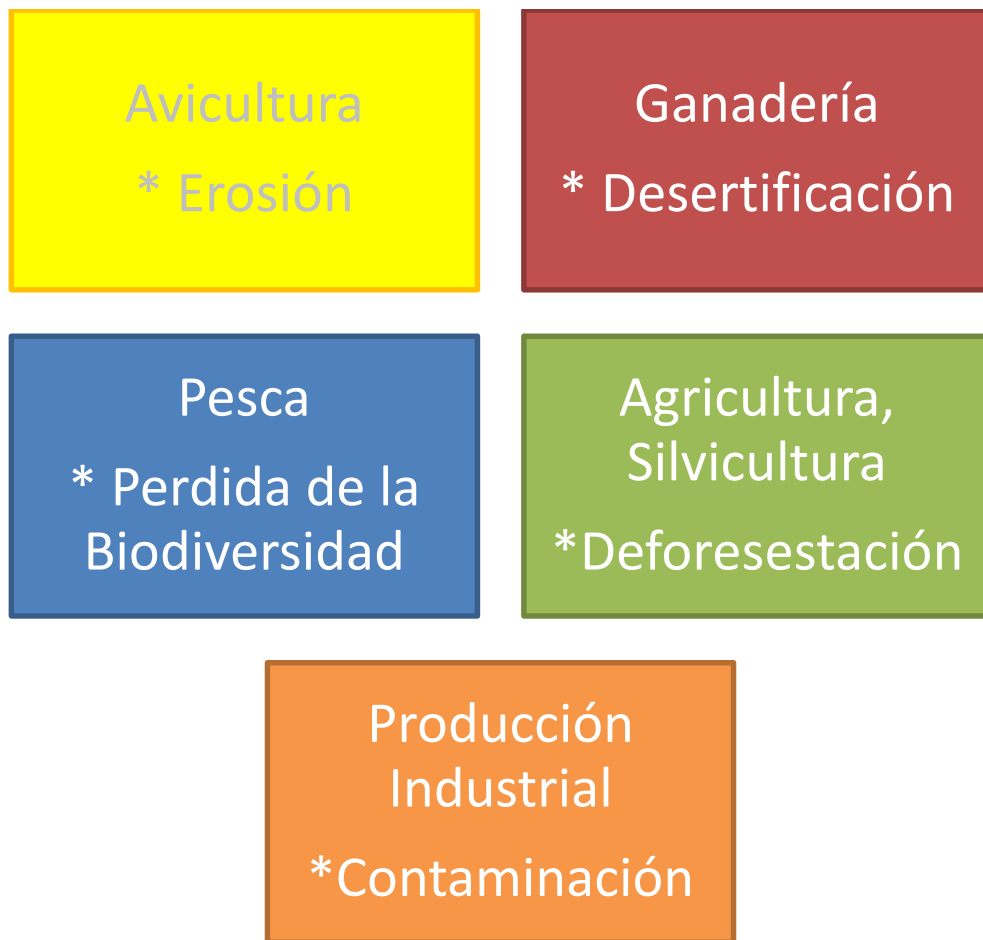 Avicultura
* Erosión
Ganadería
* Desertificación
Pesca
* Perdida de la
Biodiversidad
Agricultura,
Silvicultura
*Deforesestación
Producción
Industrial
*Contaminación